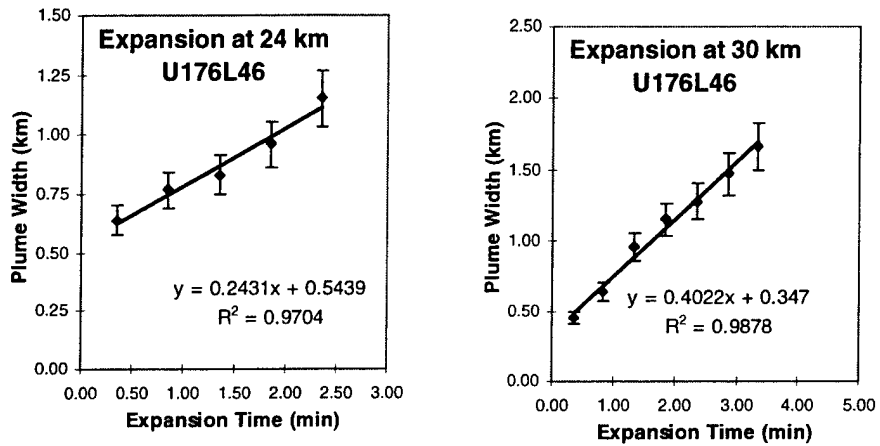 Expansion at 24 km
U176L46
Plume Width (km)
1.50
1.25
1.00
0.75
0.50
0.25
0.00
y = 0.2431x + 0.5439
R² = 0.9704
0.00 0.50 1.00 1.50 2.00 2.50 3.00
Expansion Time (min)
Expansion at 30 km
U176L46
Plume Width (km)
2.50
2.00
1.50
1.00
0.50
0.00
y = 0.4022x + 0.347
R² = 0.9878
0.00 1.00 2.00 3.00 4.00 5.00
Expansion Time (min)